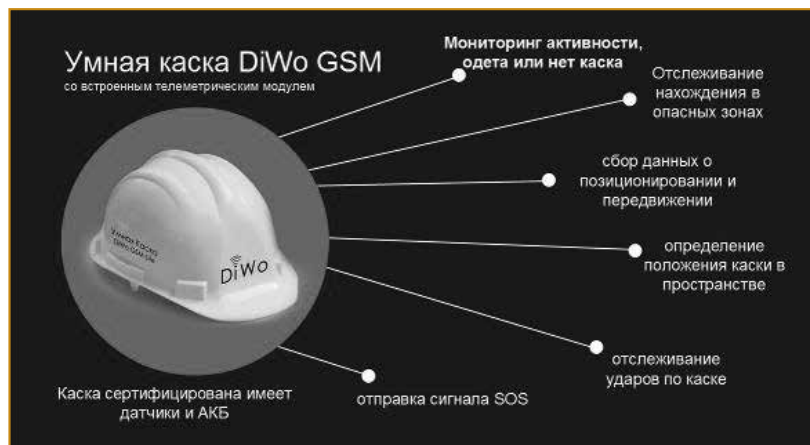 Умная каска DiWo GSM
со встроенным телеметрическим модулем
Мониторинг активности,
одета или нет каска
Отслеживание
нахождения в
опасных зонах
сбор данных о
позиционировании и
передвижении
определение
положения каски в
пространстве
отслеживание
ударов по каске
отправка сигнала SOS
Умная Каска
DiWo
Каска сертифицирована имеет
датчики и АКБ